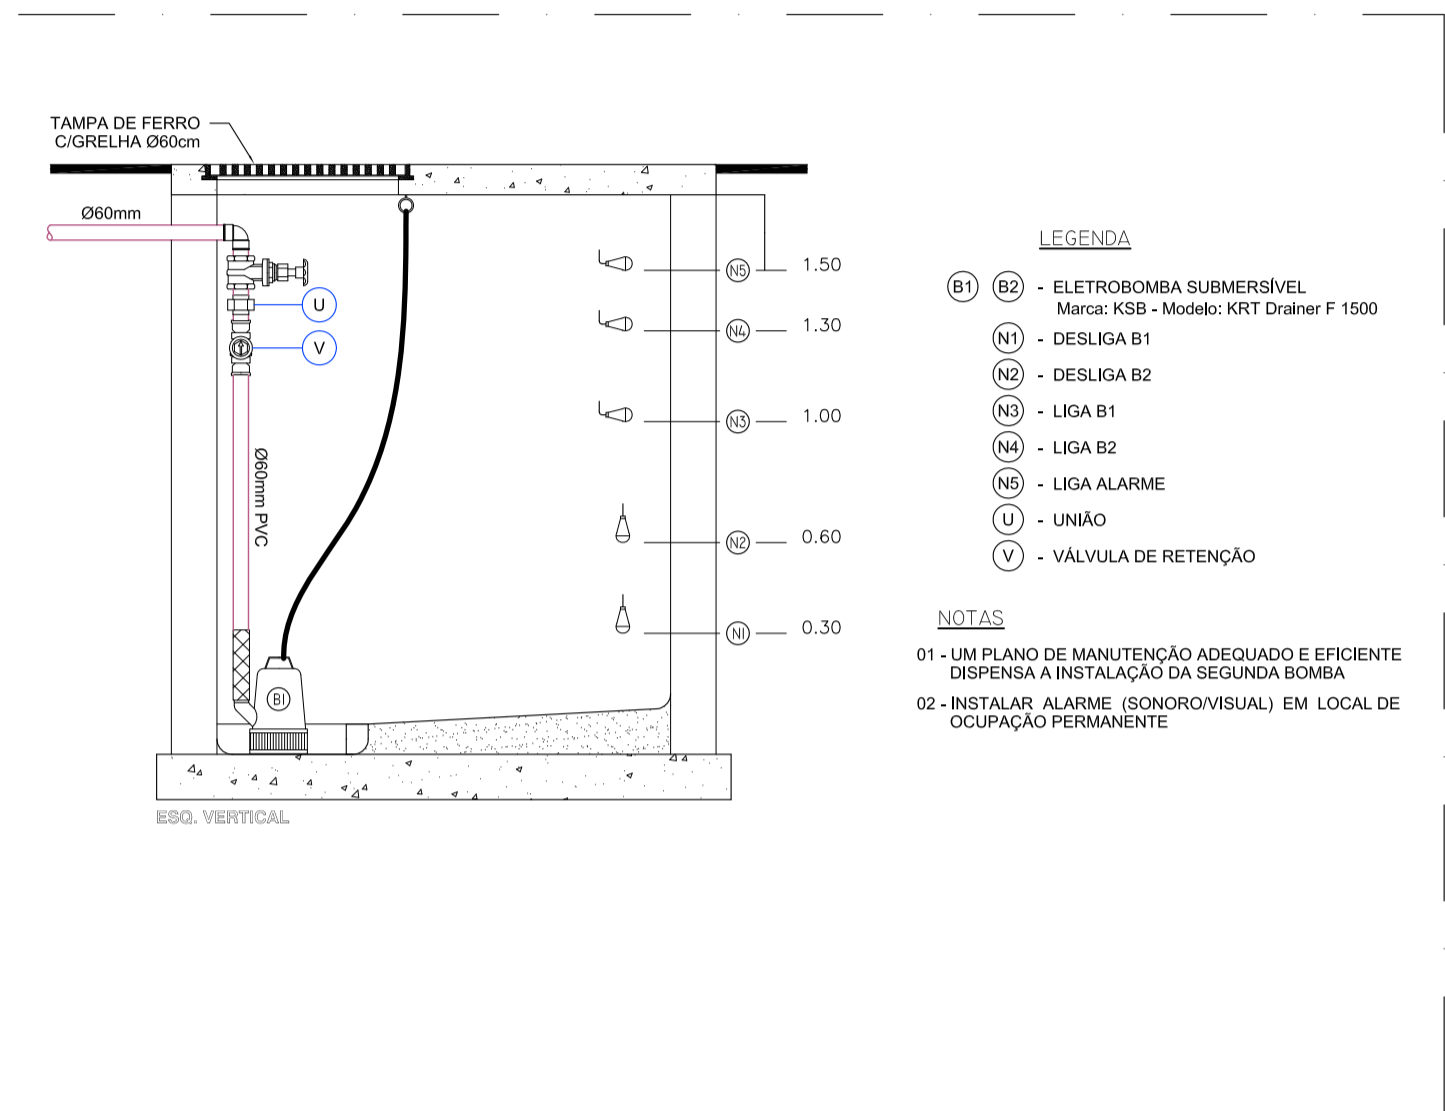 TAMPA DE FERRO
C/GRELHA Ø60cm
Ø60mm
U
V
Ø60mm PVC
B1
N5 1.50
N4 1.30
N3 1.00
N2 0.60
N1 0.30
ESQ. VERTICAL
LEGENDA
B1 B2 - ELETROBOMBA SUBMERSÍVEL
Marca: KSB - Modelo: KRT Drainer F 1500
N1 - DESLIGA B1
N2 - DESLIGA B2
N3 - LIGA B1
N4 - LIGA B2
N5 - LIGA ALARME
U - UNIÃO
V - VÁLVULA DE RETENÇÃO
NOTAS
01 - UM PLANO DE MANUTENÇÃO ADEQUADO E EFICIENTE
DISPENSA A INSTALAÇÃO DA SEGUNDA BOMBA
02 - INSTALAR ALARME (SONORO/VISUAL) EM LOCAL DE
OCUPAÇÃO PERMANENTE